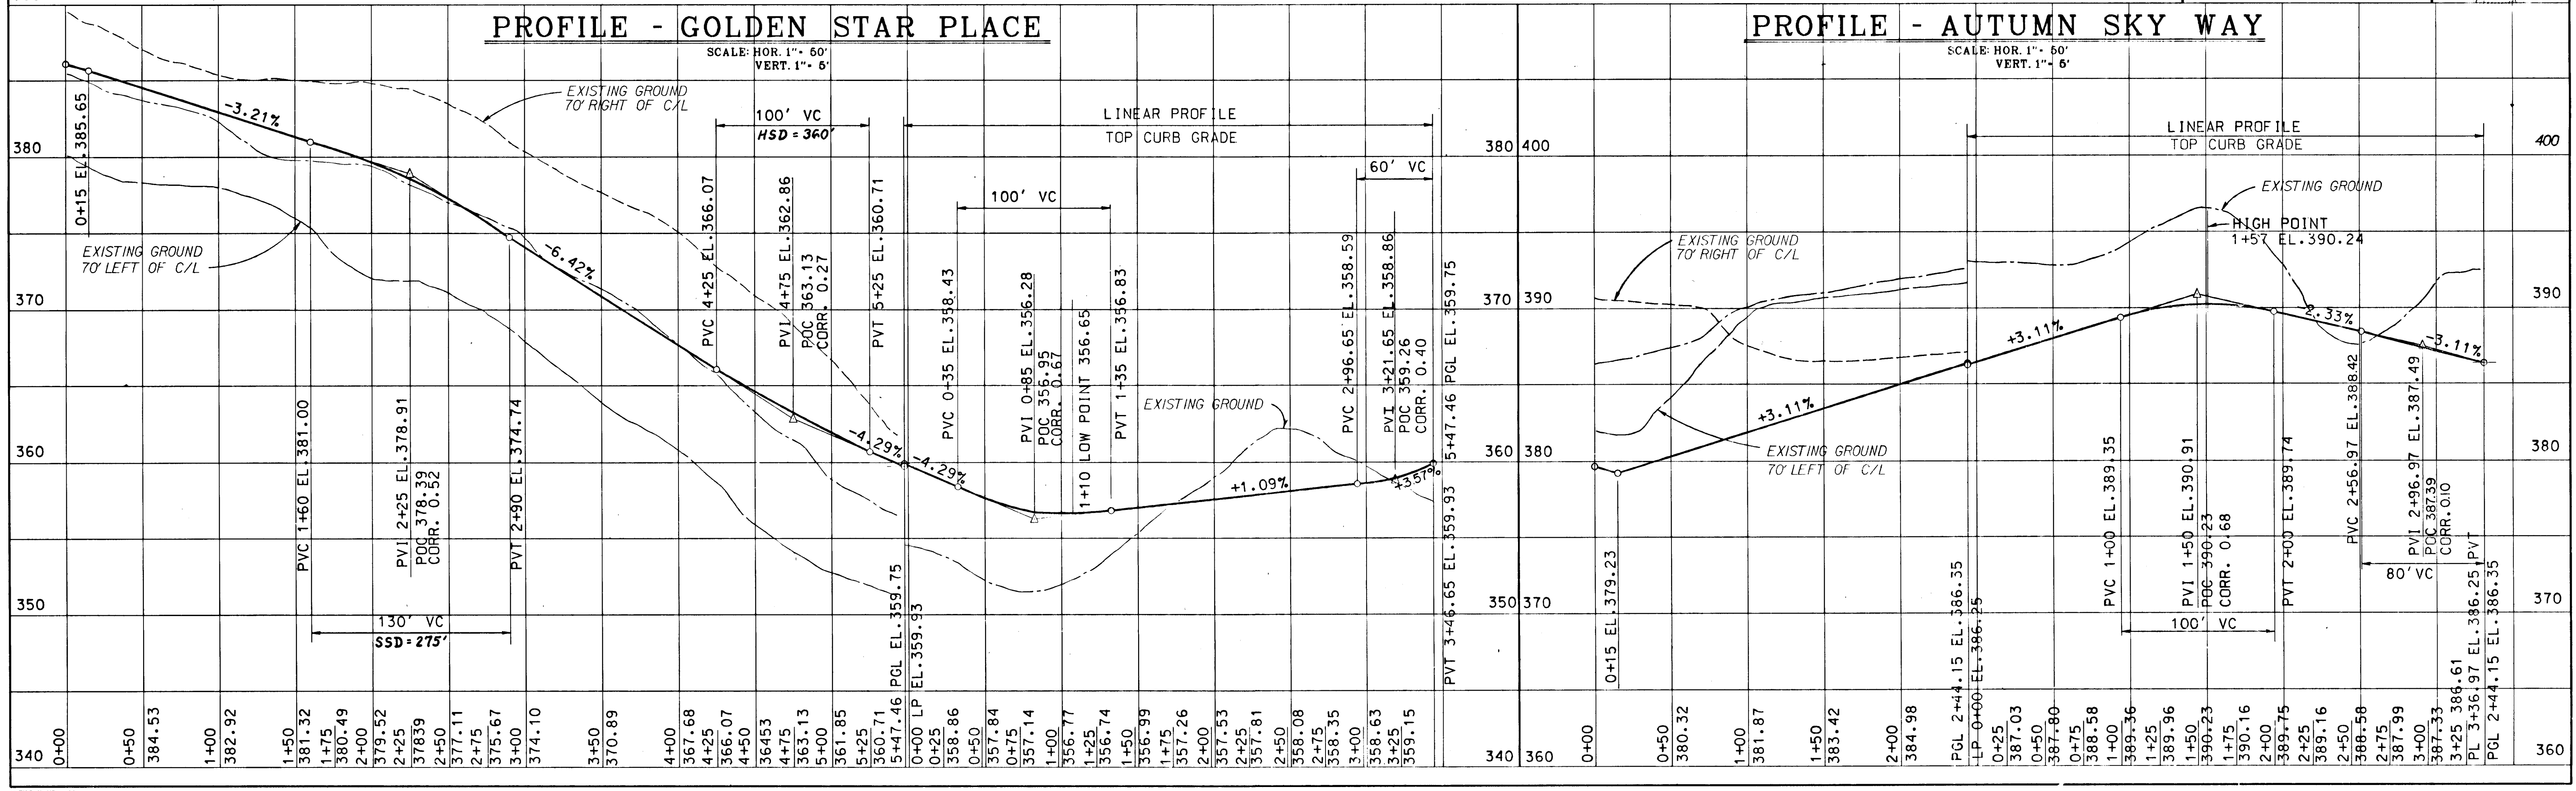 PROFILE - GOLDEN STAR PLACE
SCALE: HOR. 1"= 50'
VERT. 1"= 5'
EXISTING GROUND
70' RIGHT OF C/L
-3.21%
0+15 EL.385.65
100' VC
HSD = 360'
LINEAR PROFILE
TOP CURB GRADE
60' VC
100' VC
380
380
EXISTING GROUND
70' LEFT OF C/L
-6.42%
PVC 4+25 EL.366.07
PVI 4+75 EL.362.86
POC 363.13
CORR. 0.27
PVT 5+25 EL.360.71
PVC 0+35 EL.358.43
PVI 0+85 EL.356.28
POC 356.95
CORR. 0.67
1+10 LOW POINT 356.65
PVT 1+35 EL.356.83
PVC 2+96.65 EL.358.59
PVI 3+21.65 EL.358.86
POC 359.26
CORR. 0.40
5+47.46 PGL EL.359.75
PVT 3+46.65 EL.359.93
370
370
EXISTING GROUND
-4.29%
-4.29%
+1.09%
+3.57%
360
360
PVC 1+60 EL.381.00
PVI 2+25 EL.378.91
POC 378.39
CORR. 0.52
PVT 2+90 EL.374.74
350
350
130' VC
SSD = 275'
5+47.46 PGL EL.359.75
0+00 LP EL.359.93
340
340
0+00
0+50
384.53
1+00
382.92
1+50
381.32
1+75
380.49
2+00
379.52
2+25
37839
2+50
377.11
2+75
375.67
3+00
374.10
3+50
370.89
4+00
367.68
4+25
366.07
4+50
36453
4+75
363.13
5+00
361.85
5+25
360.71
0+25
358.86
0+50
357.84
0+75
357.14
1+00
356.77
1+25
356.74
1+50
356.99
1+75
357.26
2+00
357.53
2+25
357.81
2+50
358.08
2+75
358.35
3+00
358.63
3+25
359.15
PROFILE - AUTUMN SKY WAY
SCALE: HOR. 1"= 50'
VERT. 1"= 5'
LINEAR PROFILE
TOP CURB GRADE
400
400
EXISTING GROUND
HIGH POINT
1+57 EL.390.24
EXISTING GROUND
70' RIGHT OF C/L
390
390
+3.11%
2.33%
-3.11%
+3.11%
EXISTING GROUND
70' LEFT OF C/L
380
380
0+15 EL.379.23
PGL 2+44.15 EL.386.35
LP 0+00 EL.386.25
PVC 1+00 EL.389.35
PVI 1+50 EL.390.91
POC 390.23
CORR. 0.68
PVT 2+00 EL.389.74
PVC 2+56.97 EL.388.42
PVI 2+96.97 EL.387.49
POC 387.39
CORR. 0.10
80' VC
100' VC
370
370
360
360
0+00
0+50
380.32
1+00
381.87
1+50
383.42
2+00
384.98
0+25
387.03
0+50
387.80
0+75
388.58
1+00
389.36
1+25
389.96
1+50
390.23
1+75
390.16
2+00
389.75
2+25
389.16
2+50
388.58
2+75
387.99
3+00
387.33
3+25 386.61
PL 3+36.97 EL.386.25 PVT
PGL 2+44.15 EL.386.35